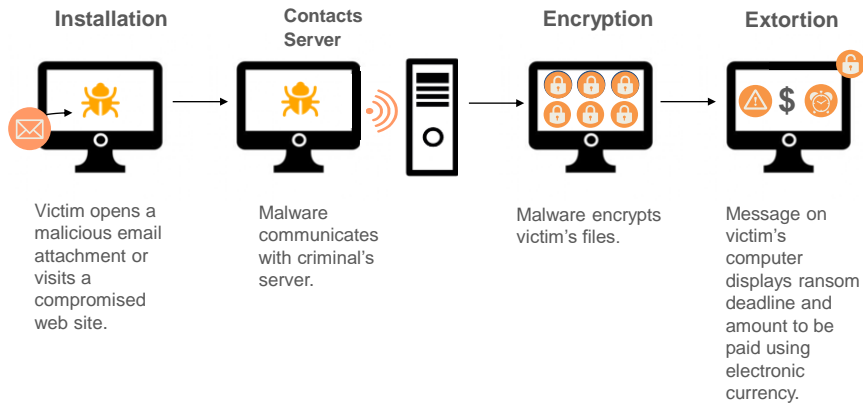 Installation
Contacts
Server
Encryption
Extortion
$
Victim opens a
malicious email
attachment or
visits a
compromised
web site.
Malware
communicates
with criminal's
server.
Malware encrypts
victim's files.
Message on
victim's
computer
displays ransom
deadline and
amount to be
paid using
electronic
currency.